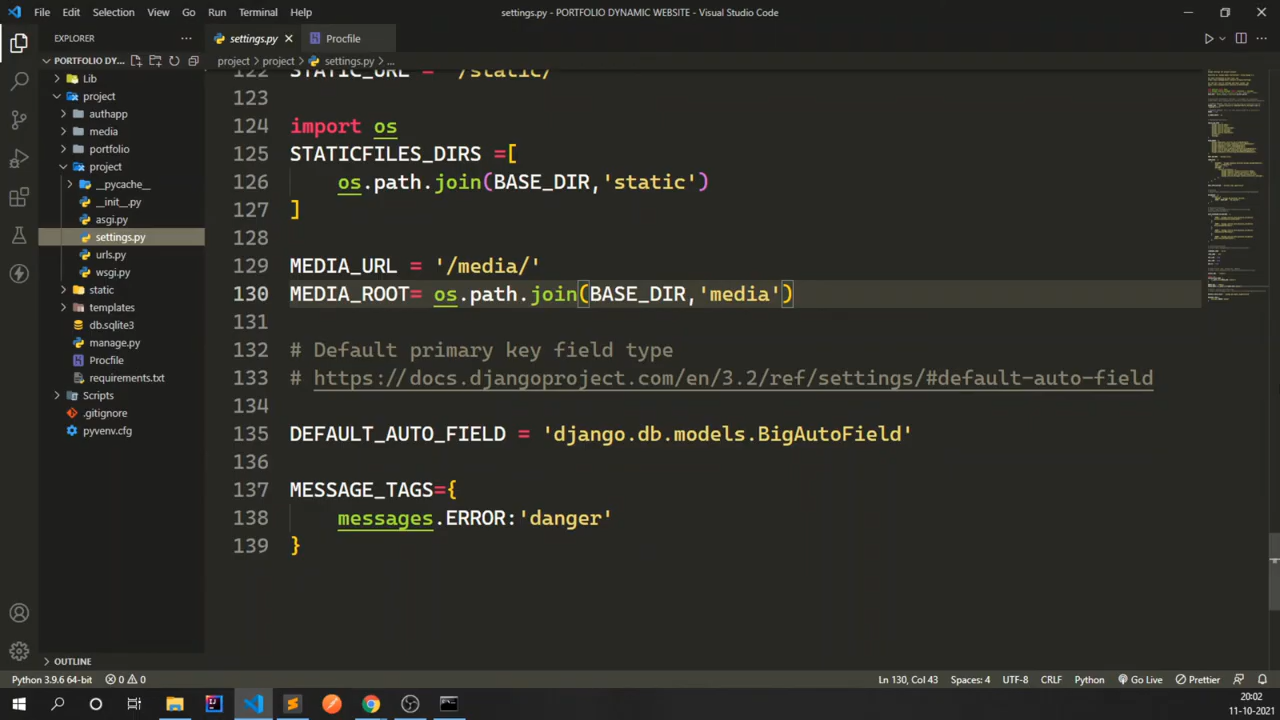 File Edit Selection View Go Run Terminal Help
settings.py - PORTFOLIO DYNAMIC WEBSITE - Visual Studio Code
EXPLORER
settings.py
Procfile
PORTFOLIO DY...
project > project > settings.py > ...
Lib
project
authapp
media
portfolio
project
__pycache__
__init__.py
asgi.py
settings.py
urls.py
wsgi.py
static
templates
db.sqlite3
manage.py
Procfile
requirements.txt
Scripts
.gitignore
pyvenv.cfg
OUTLINE
122 STATIC_URL = '/static/'
123
124 import os
125 STATICFILES_DIRS =[
126 os.path.join(BASE_DIR,'static')
127 ]
128
129 MEDIA_URL = '/media/'
130 MEDIA_ROOT= os.path.join(BASE_DIR,'media')
131
132 # Default primary key field type
133 # https://docs.djangoproject.com/en/3.2/ref/settings/#default-auto-field
134
135 DEFAULT_AUTO_FIELD = 'django.db.models.BigAutoField'
136
137 MESSAGE_TAGS={
138 messages.ERROR:'danger'
139 }
Python 3.9.6 64-bit 0 0 Ln 130, Col 43 Spaces: 4 UTF-8 CRLF Python Go Live Prettier
20:02
11-10-2021